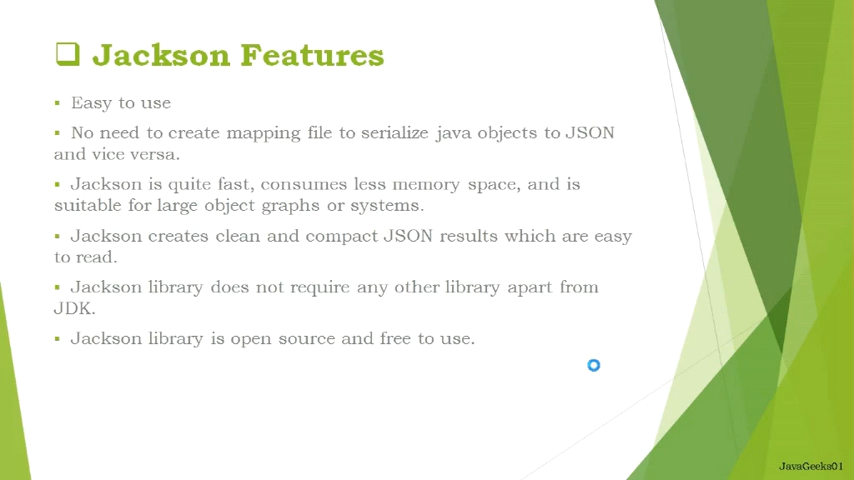 ❑ Jackson Features
▪ Easy to use
▪ No need to create mapping file to serialize java objects to JSON
and vice versa.
▪ Jackson is quite fast, consumes less memory space, and is
suitable for large object graphs or systems.
▪ Jackson creates clean and compact JSON results which are easy
to read.
▪ Jackson library does not require any other library apart from
JDK.
▪ Jackson library is open source and free to use.
JavaGeeks01